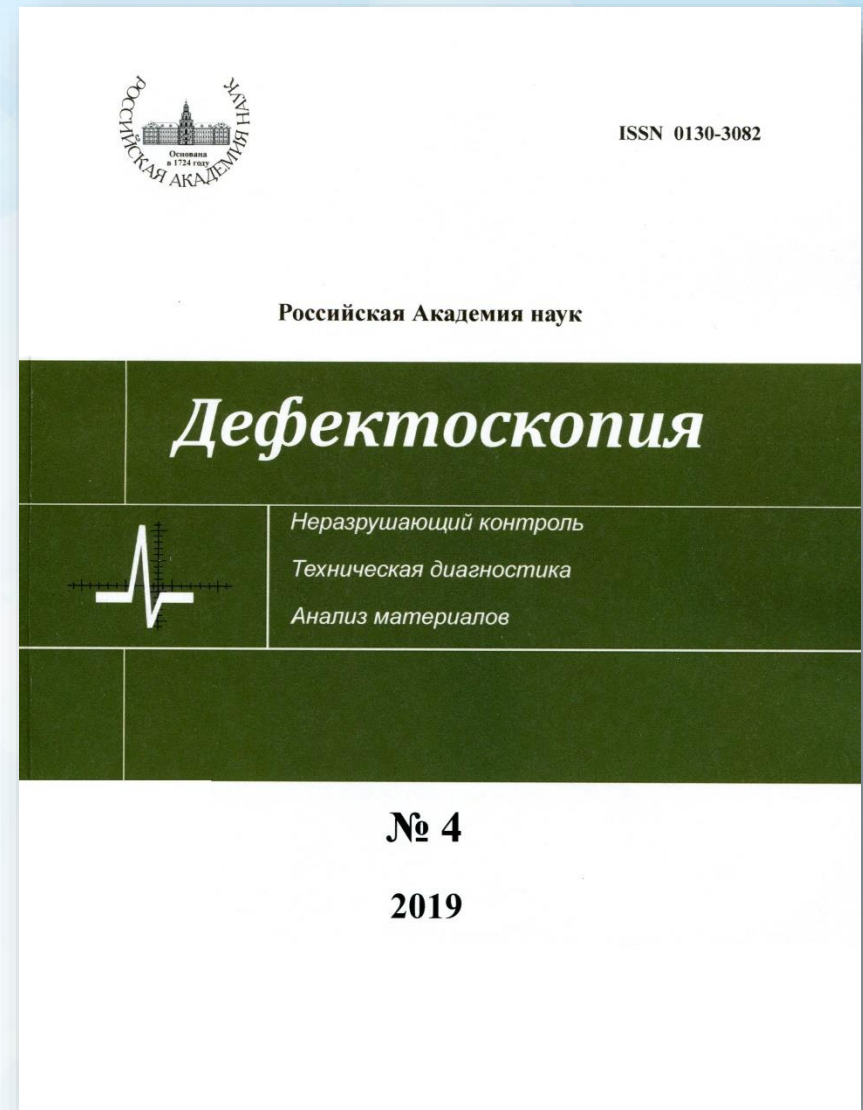 РОССИЙСКАЯ АКАДЕМИЯ НАУК
Основана
в 1724 году
ISSN 0130-3082
Российская Академия наук
Дефектоскопия
Неразрушающий контроль
Техническая диагностика
Анализ материалов
№ 4
2019